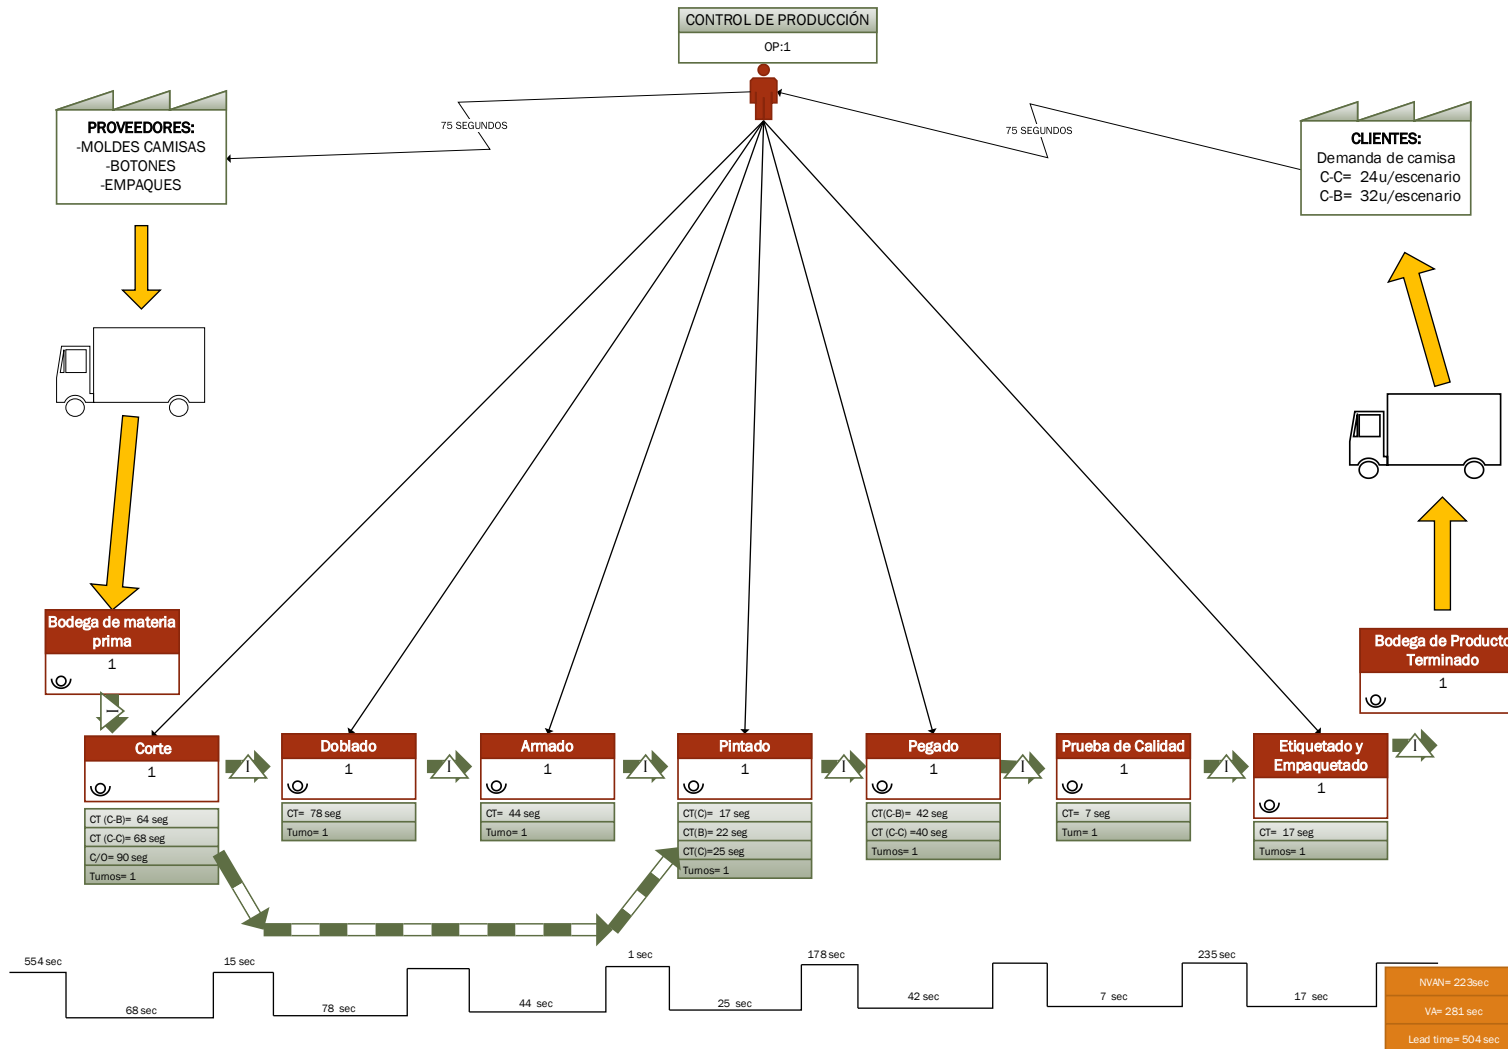 CONTROL DE PRODUCCIÓN
OP:1
PROVEEDORES:
-MOLDES CAMISAS
-BOTONES
-EMPAQUES
75 SEGUNDOS
75 SEGUNDOS
CLIENTES:
Demanda de camisa
C-C= 24u/escenario
C-B= 32u/escenario
Bodega de materia
prima
1
Bodega de Producto
Terminado
1
I
Corte
1
CT (C-B)= 64 seg
CT (C-C)= 68 seg
C/O= 90 seg
Turnos= 1
I
Doblado
1
CT= 78 seg
Turno= 1
I
Armado
1
CT= 44 seg
Turno= 1
I
Pintado
1
CT(C)= 17 seg
CT(B)= 22 seg
CT(C)=25 seg
Turnos= 1
I
Pegado
1
CT(C-B)= 42 seg
CT (C-C) =40 seg
Turnos= 1
I
Prueba de Calidad
1
CT= 7 seg
Turn= 1
I
Etiquetado y
Empaquetado
1
CT= 17 seg
Turnos= 1
I
554 sec
68 sec
15 sec
78 sec
44 sec
1 sec
25 sec
178 sec
42 sec
7 sec
235 sec
17 sec
NVAN= 223sec
VA= 281 sec
Lead time= 504 sec